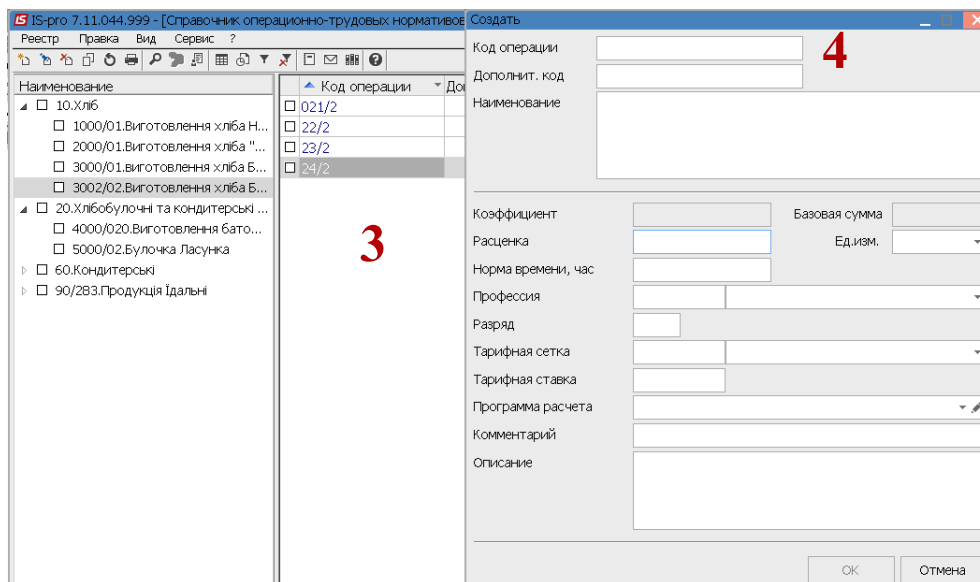 IS-pro 7.11.044.999 - [Справочник операционно-трудовых нормативов
Реестр Правка Вид Сервис ?
Наименование
10.Хліб
1000/01.Виготовлення хліба Н...
2000/01.Виготовлення хліба "...
3000/01.виготовлення хліба Б...
3002/02.Виготовлення хліба Б...
20.Хлібобулочні та кондитерські ...
4000/020.Виготовлення бато...
5000/02.Булочка Ласунка
60.Кондитерські
90/283.Продукція Їдальні
Код операции До
021/2
22/2
23/2
24/2
3
Создать
Код операции
4
Дополнит. код
Наименование
Коэффициент Базовая сумма
Расценка Ед.изм.
Норма времени, час
Профессия
Разряд
Тарифная сетка
Тарифная ставка
Программа расчета
Комментарий
Описание
OK Отмена